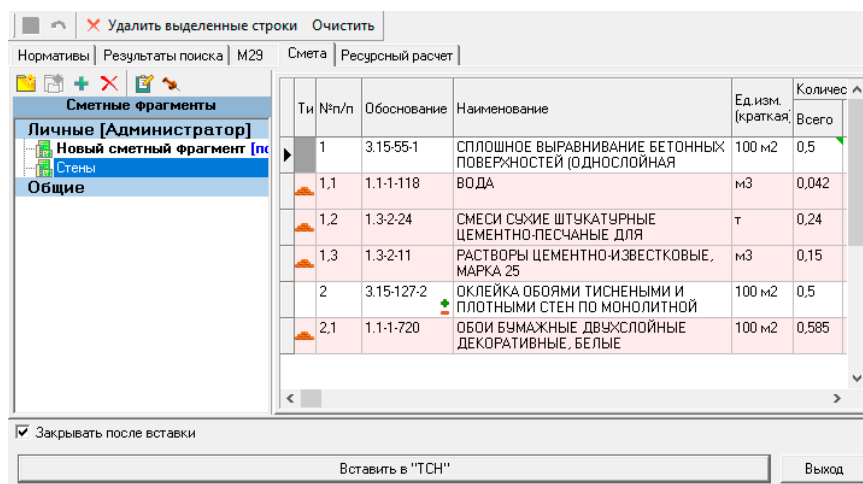 Удалить выделенные строки Очистить
Нормативы Результаты поиска М29 Смета Ресурсный расчет
Сметные фрагменты
Личные [Администратор]
Новый сметный фрагмент
Стены
Общие
Ти №п/п Обоснование Наименование Ед.изм. (краткая) Количес
Всего
1 3.15-55-1 СПЛОШНОЕ ВЫРАВНИВАНИЕ БЕТОННЫХ 100 м2 0,5
ПОВЕРХНОСТЕЙ (ОДНОСЛОЙНАЯ
1,1 1.1-1-118 ВОДА м3 0,042
1,2 1.3-2-24 СМЕСИ СУХИЕ ШТУКАТУРНЫЕ т 0,24
ЦЕМЕНТНО-ПЕСЧАНЫЕ ДЛЯ
1,3 1.3-2-11 РАСТВОРЫ ЦЕМЕНТНО-ИЗВЕСТКОВЫЕ, м3 0,15
МАРКА 25
2 3.15-127-2 ОКЛЕЙКА ОБОЯМИ ТИСНЕНЫМИ И 100 м2 0,5
ПЛОТНЫМИ СТЕН ПО МОНОЛИТНОЙ
2,1 1.1-1-720 ОБОИ БУМАЖНЫЕ ДВУХСЛОЙНЫЕ 100 м2 0,585
ДЕКОРАТИВНЫЕ, БЕЛЫЕ
Закрывать после вставки
Вставить в "ТСН" Выход